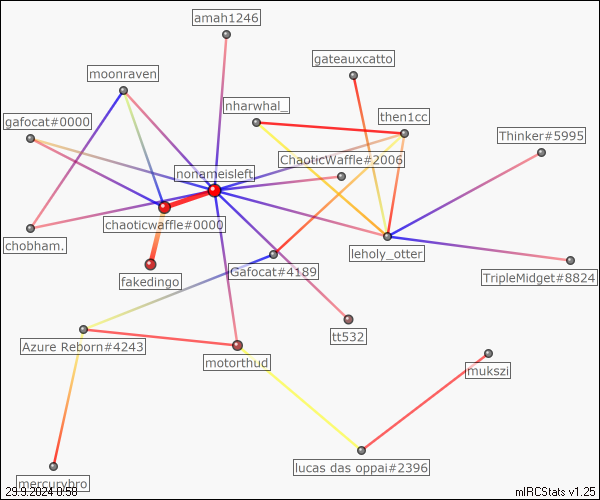 amah1246
gateauxcatto
moonraven
nharwhal_
then1cc
gafocat#0000
Thinker#5995
ChaoticWaffle#2006
nonameisleft
chaoticwaffle#0000
chobham.
leholy_otter
Gafocat#4189
TripleMidget#8824
fakedingo
tt532
Azure Reborn#4243
motorthud
mukszi
lucas das oppai#2396
mercurybro
29.9.2024 0:58
mIRCStats v1.25